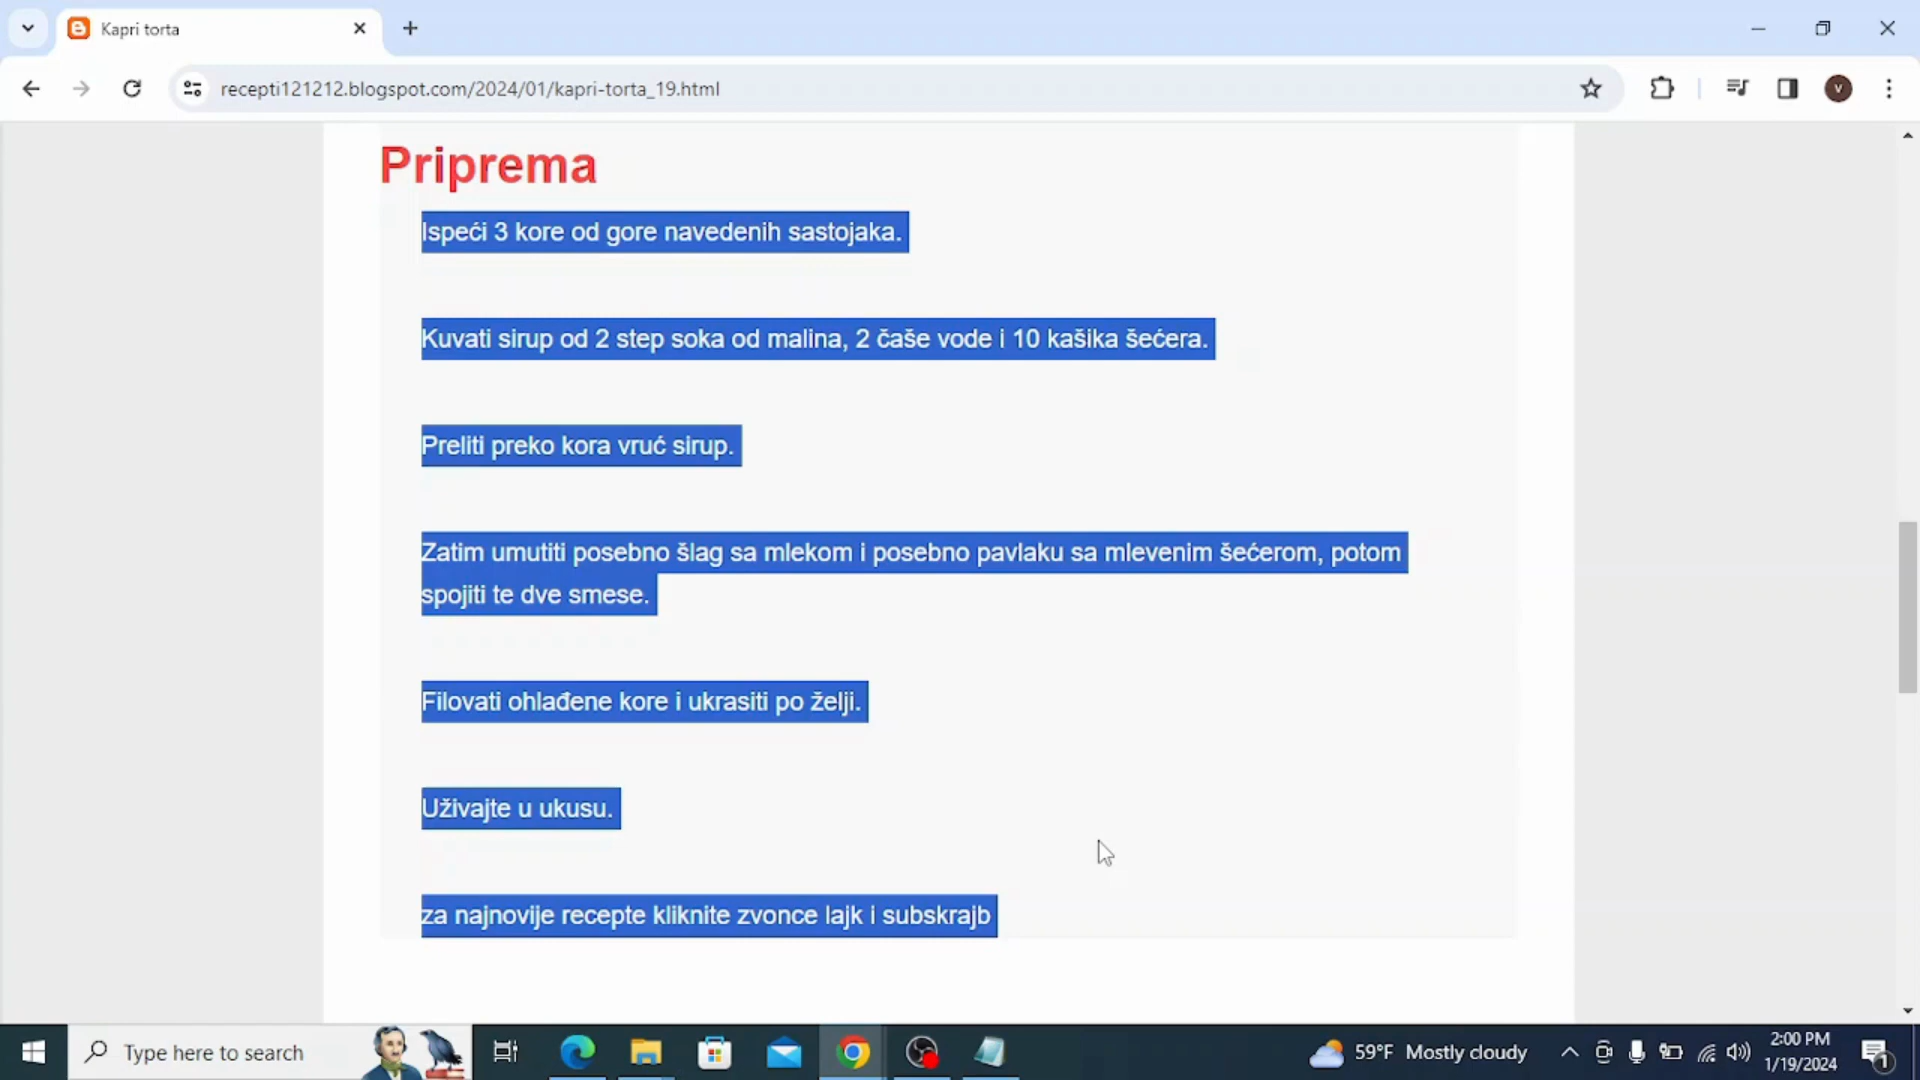 Kapri torta
recepti121212.blogspot.com/2024/01/kapri-torta_19.html
V
Priprema
Ispeći 3 kore od gore navedenih sastojaka.
Kuvati sirup od 2 step soka od malina, 2 čaše vode i 10 kašika šećera.
Preliti preko kora vruć sirup.
Zatim umutiti posebno šlag sa mlekom i posebno pavlaku sa mlevenim šećerom, potom
spojiti te dve smese.
Filovati ohlađene kore i ukrasiti po želji.
Uživajte u ukusu.
za najnovije recepte kliknite zvonce lajk i subskrajb
Type here to search
59°F Mostly cloudy
2:00 PM
1/19/2024
1